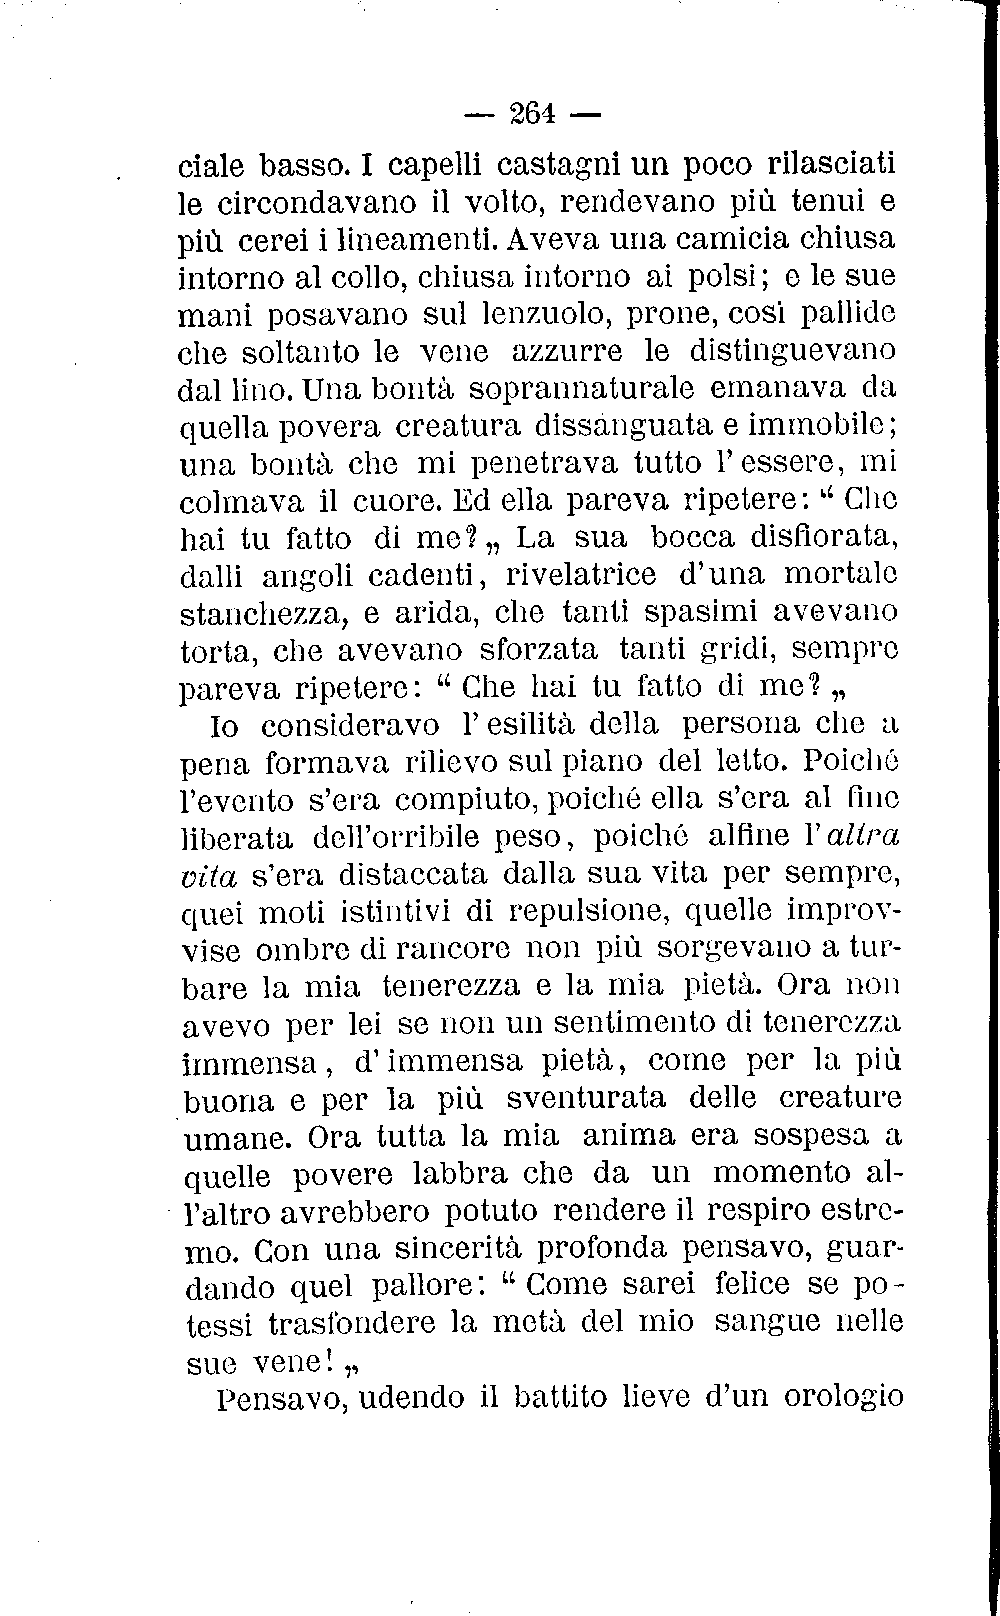 — 264 —
ciale basso. I capelli castagni un poco rilasciati
le circondavano il volto, rendevano più tenui e
più cerei i lineamenti. Aveva una camicia chiusa
intorno al collo, chiusa intorno ai polsi; e le sue
mani posavano sul lenzuolo, prone, così pallide
che soltanto le vene azzurre le distinguevano
dal lino. Una bontà soprannaturale emanava da
quella povera creatura dissanguata e immobile;
una bontà che mi penetrava tutto l'essere, mi
colmava il cuore. Ed ella pareva ripetere: “ Che
hai tu fatto di me? „ La sua bocca disfiorata,
dalli angoli cadenti, rivelatrice d'una mortale
stanchezza, e arida, che tanti spasimi avevano
torta, che avevano sforzata tanti gridi, sempre
pareva ripetere: “ Che hai tu fatto di me? „
Io consideravo l'esilità della persona che a
pena formava rilievo sul piano del letto. Poiché
l'evento s'era compiuto, poiché ella s'era al fine
liberata dell'orribile peso, poiché alfine l'altra
vita s'era distaccata dalla sua vita per sempre,
quei moti istintivi di repulsione, quelle improv-
vise ombre di rancore non più sorgevano a tur-
bare la mia tenerezza e la mia pietà. Ora non
avevo per lei se non un sentimento di tenerezza
immensa, d'immensa pietà, come per la più
buona e per la più sventurata delle creature
umane. Ora tutta la mia anima era sospesa a
quelle povere labbra che da un momento al-
l'altro avrebbero potuto rendere il respiro estre-
mo. Con una sincerità profonda pensavo, guar-
dando quel pallore: “ Come sarei felice se po-
tessi trasfondere la metà del mio sangue nelle
sue vene! „
Pensavo, udendo il battito lieve d'un orologio